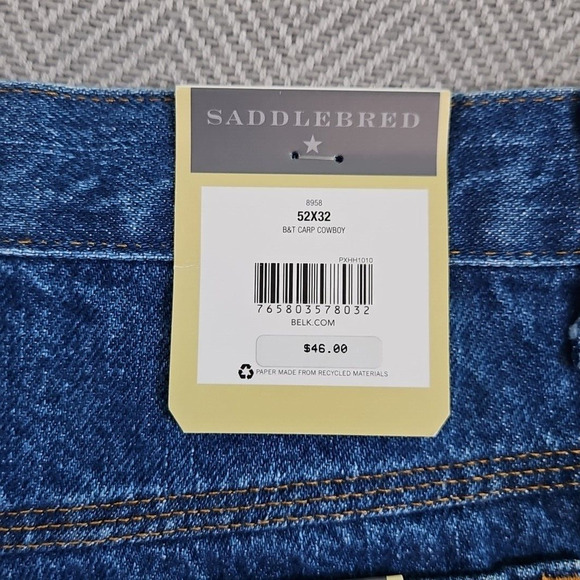 SADDLEBRED
8958
52X32
B&T CARP COWBOY
PXHH1010
765803578032
BELK.COM
$46.00
PAPER MADE FROM RECYCLED MATERIALS